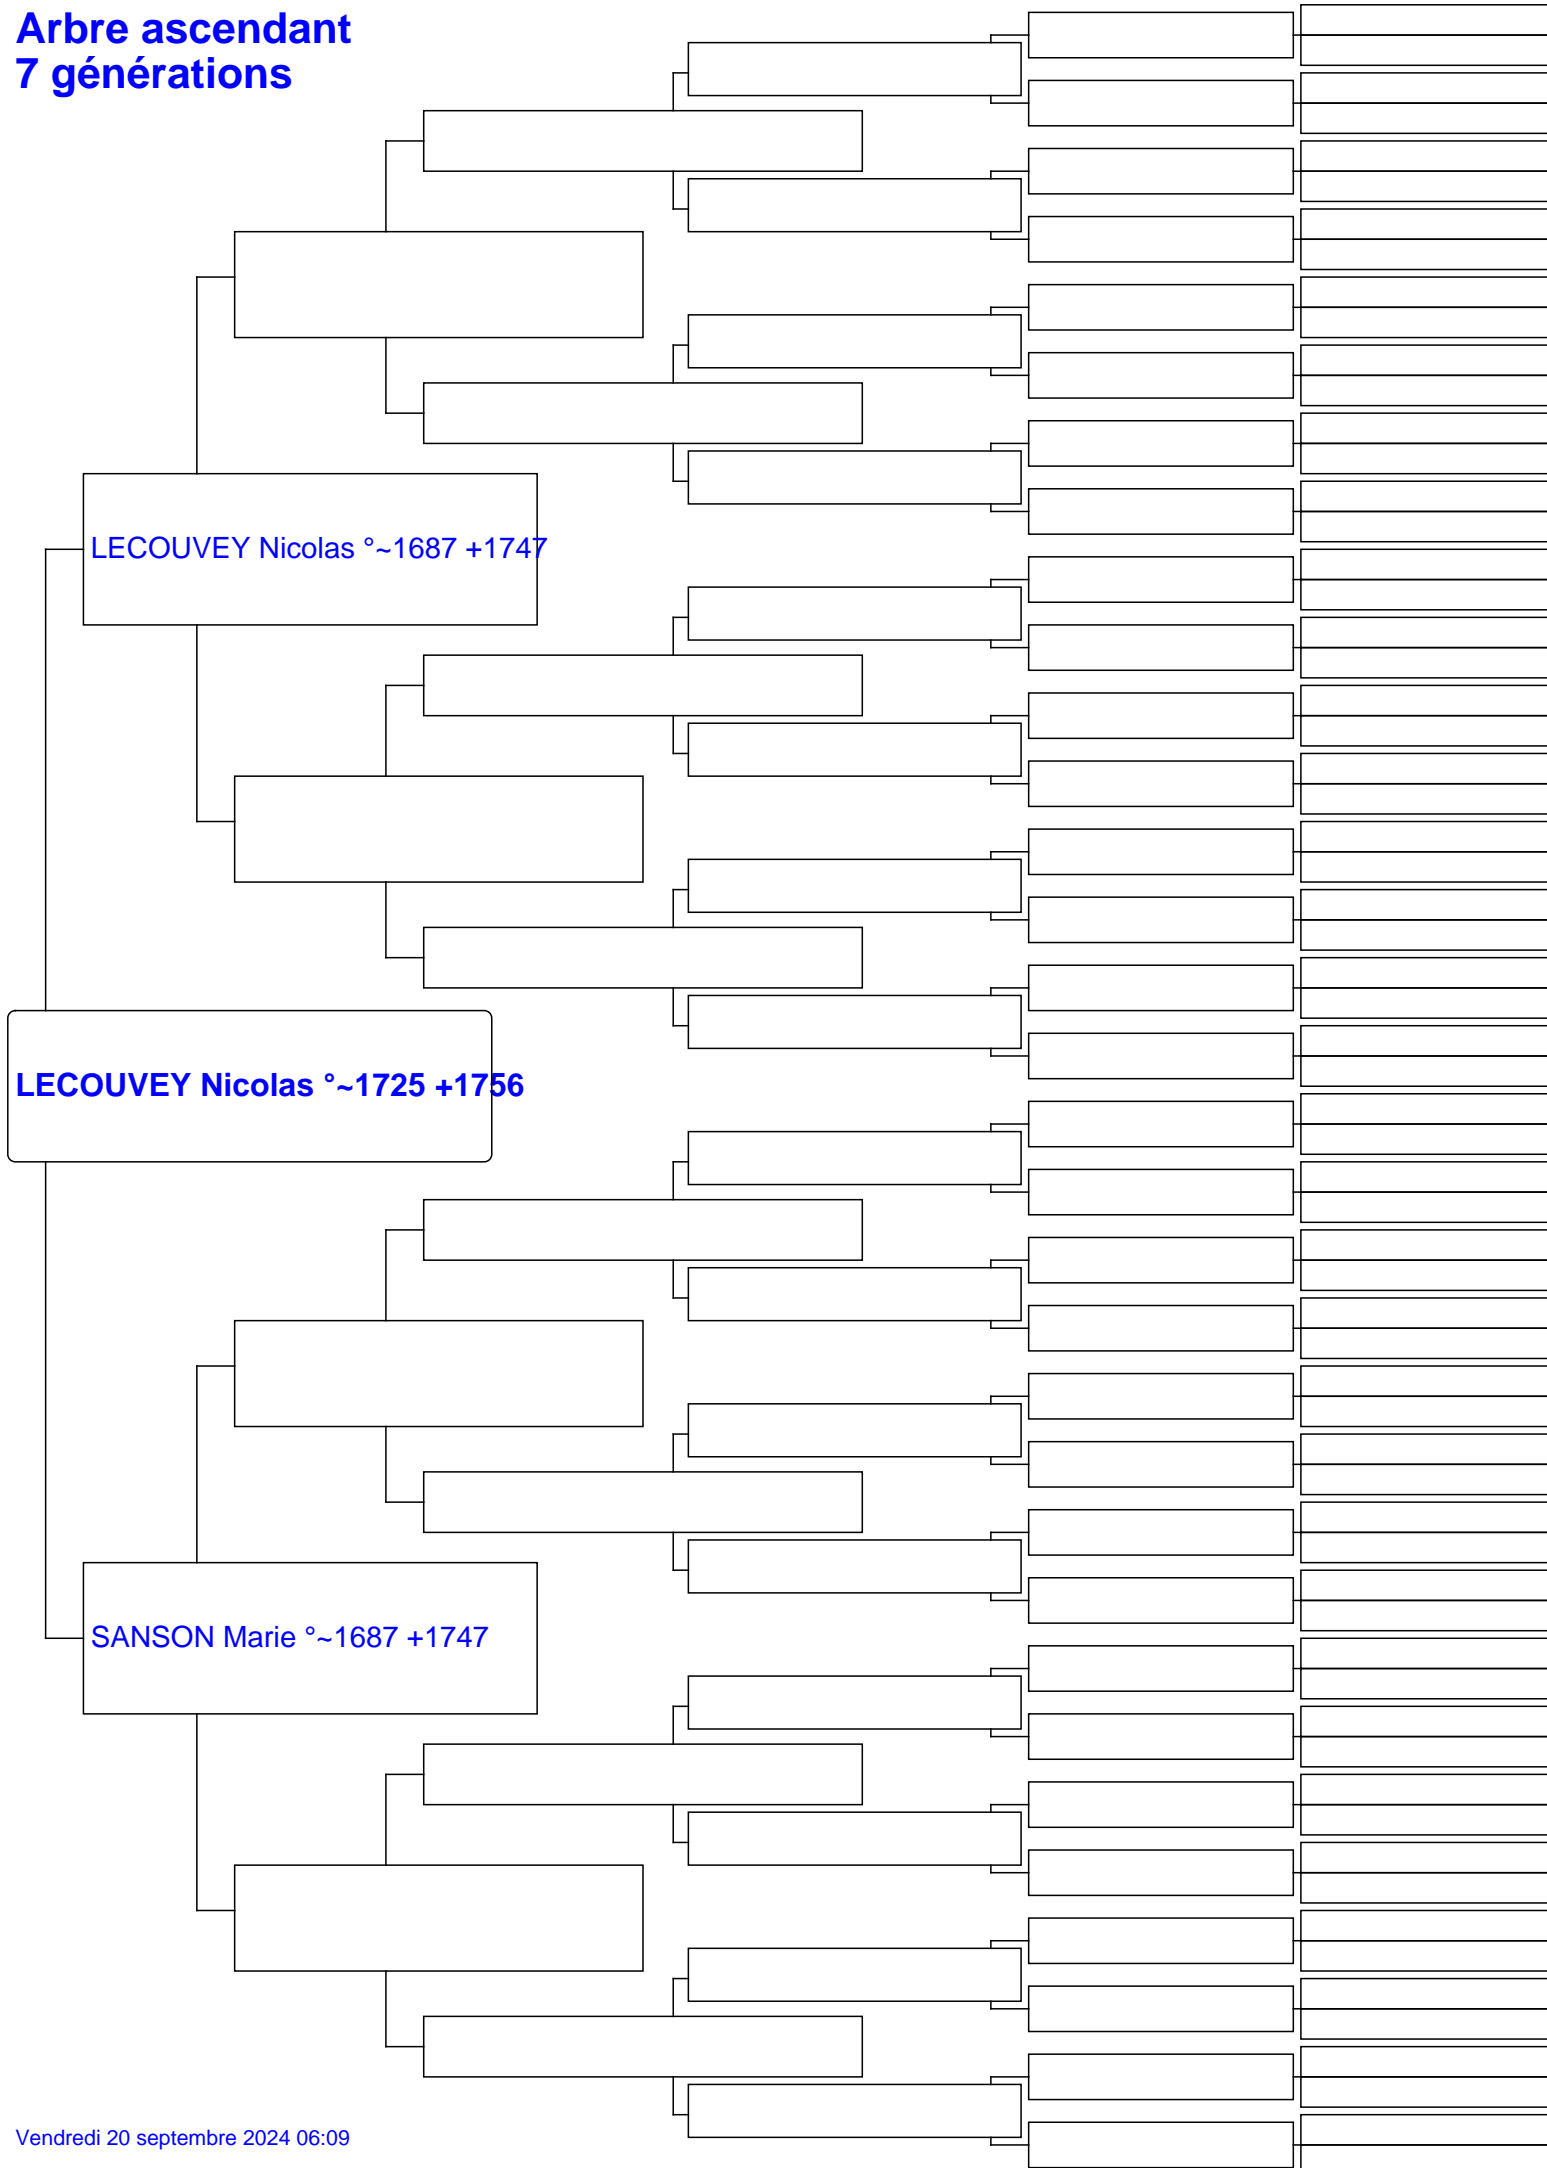 Arbre ascendant
7 générations
LECOUVEY Nicolas °~1687 +1747
LECOUVEY Nicolas °~1725 +1756
SANSON Marie °~1687 +1747
Vendredi 20 septembre 2024 06:09